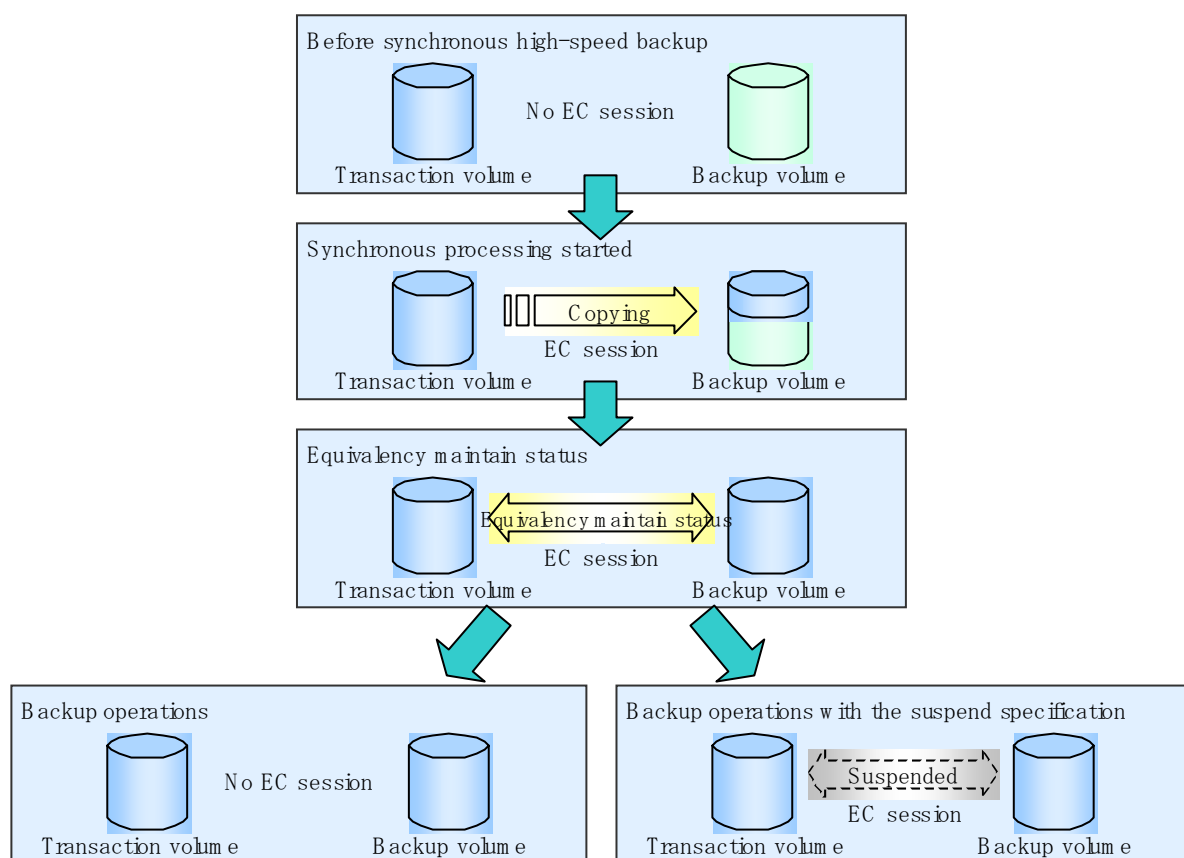 Before synchronous high-speed backup
No EC session
Transaction volume
Backup volume
Synchronous processing started
Copying
EC session
Transaction volume
Backup volume
Equivalency maintain status
Equivalency maintain status
EC session
Transaction volume
Backup volume
Backup operations
No EC session
Transaction volume
Backup volume
Backup operations with the suspend specification
Suspended
EC session
Transaction volume
Backup volume